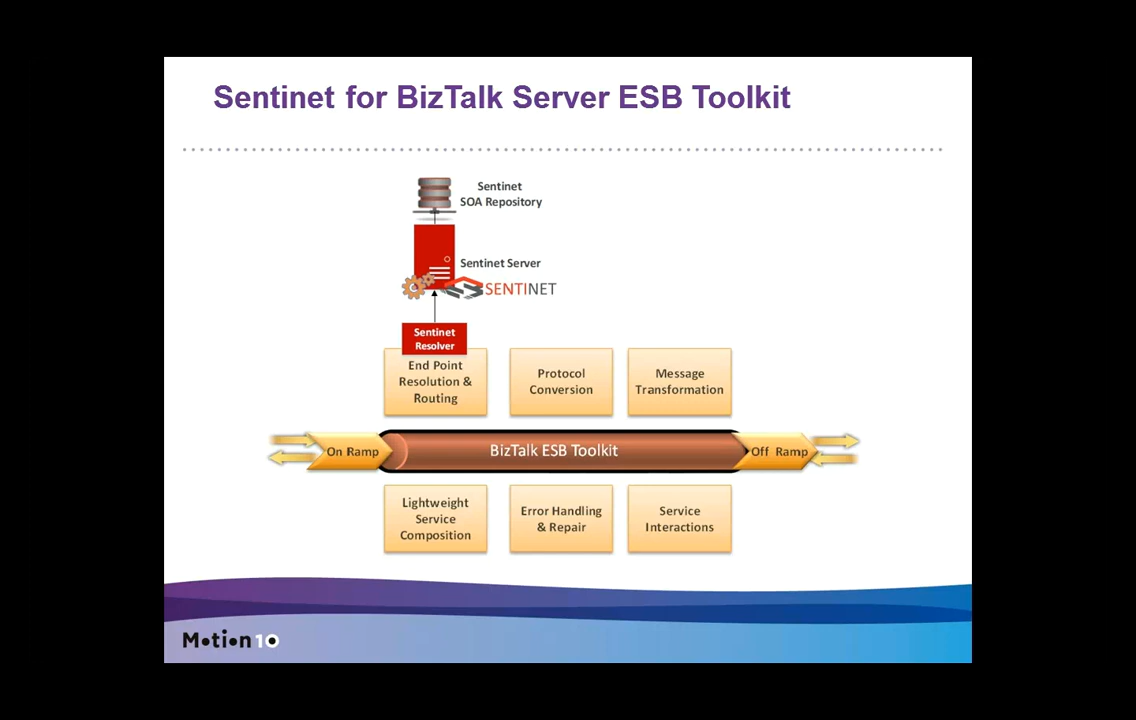 Sentinet for BizTalk Server ESB Toolkit
Sentinet
SOA Repository
Sentinet Server
SENTINET
Sentinet
Resolver
End Point
Resolution &
Routing
Protocol
Conversion
Message
Transformation
On Ramp
BizTalk ESB Toolkit
Off Ramp
Lightweight
Service
Composition
Error Handling
& Repair
Service
Interactions
Motion10